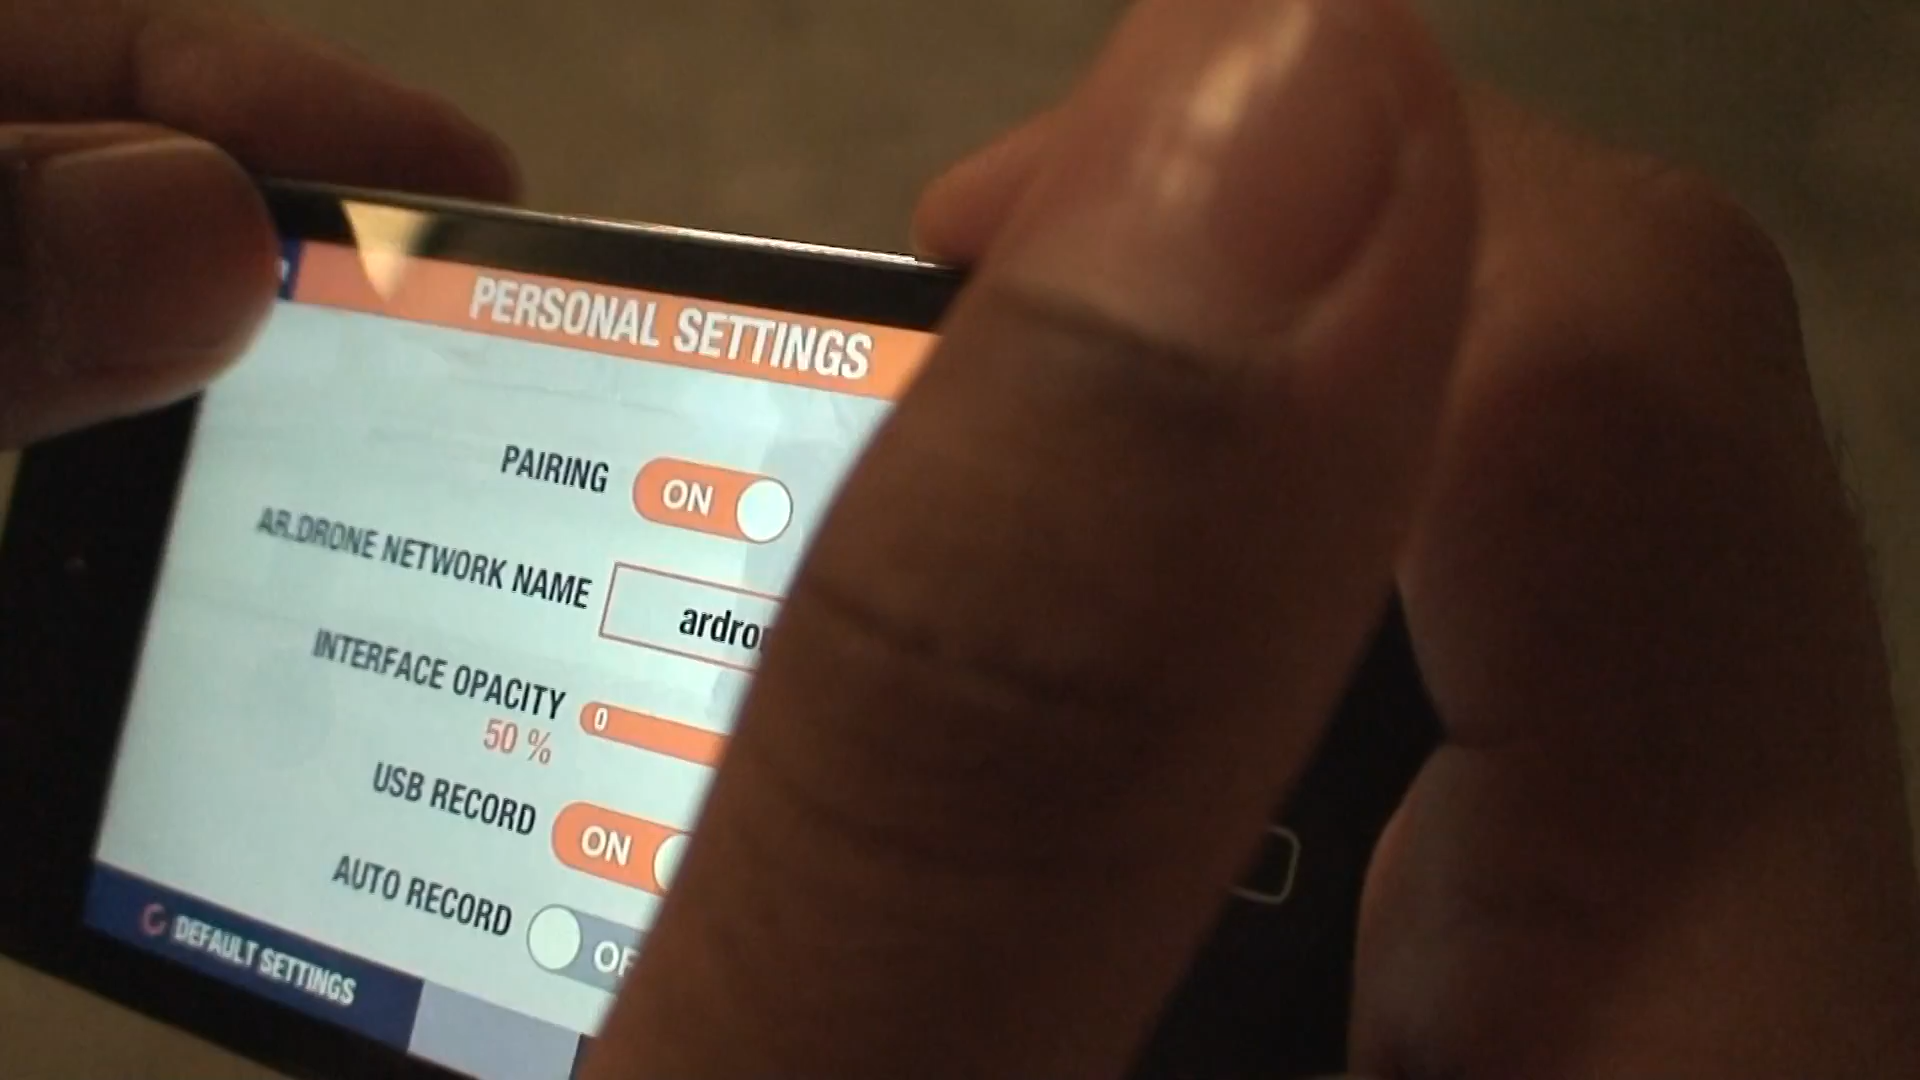 PERSONAL SETTINGS
PAIRING ON
AR.DRONE NETWORK NAME
INTERFACE OPACITY 0
50 %
USB RECORD ON
AUTO RECORD
DEFAULT SETTINGS